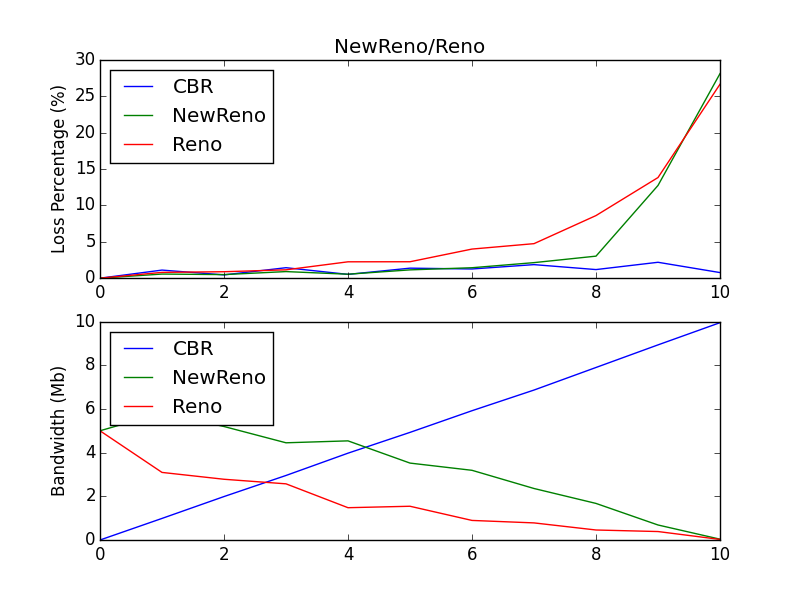 NewReno/Reno
Loss Percentage (%)
30
25
20
15
10
5
0
CBR
NewReno
Reno
0 2 4 6 8 10
Bandwidth (Mb)
10
8
6
4
2
0
CBR
NewReno
Reno
0 2 4 6 8 10